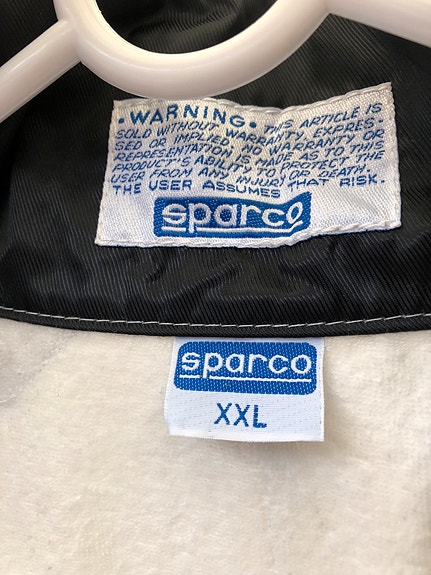 • WARNING • THIS ARTICLE IS
SOLD WITHOUT WARRANTY EXPRES-
SED OR IMPLIED. WARRANTY OR
REPRESENTATION IS MADE AS TO THIS
PRODUCT'S ABILITY TO PROTECT THE
USER FROM ANY INJURY OR DEATH.
THE USER ASSUMES THAT RISK.
sparco
sparco
XXL